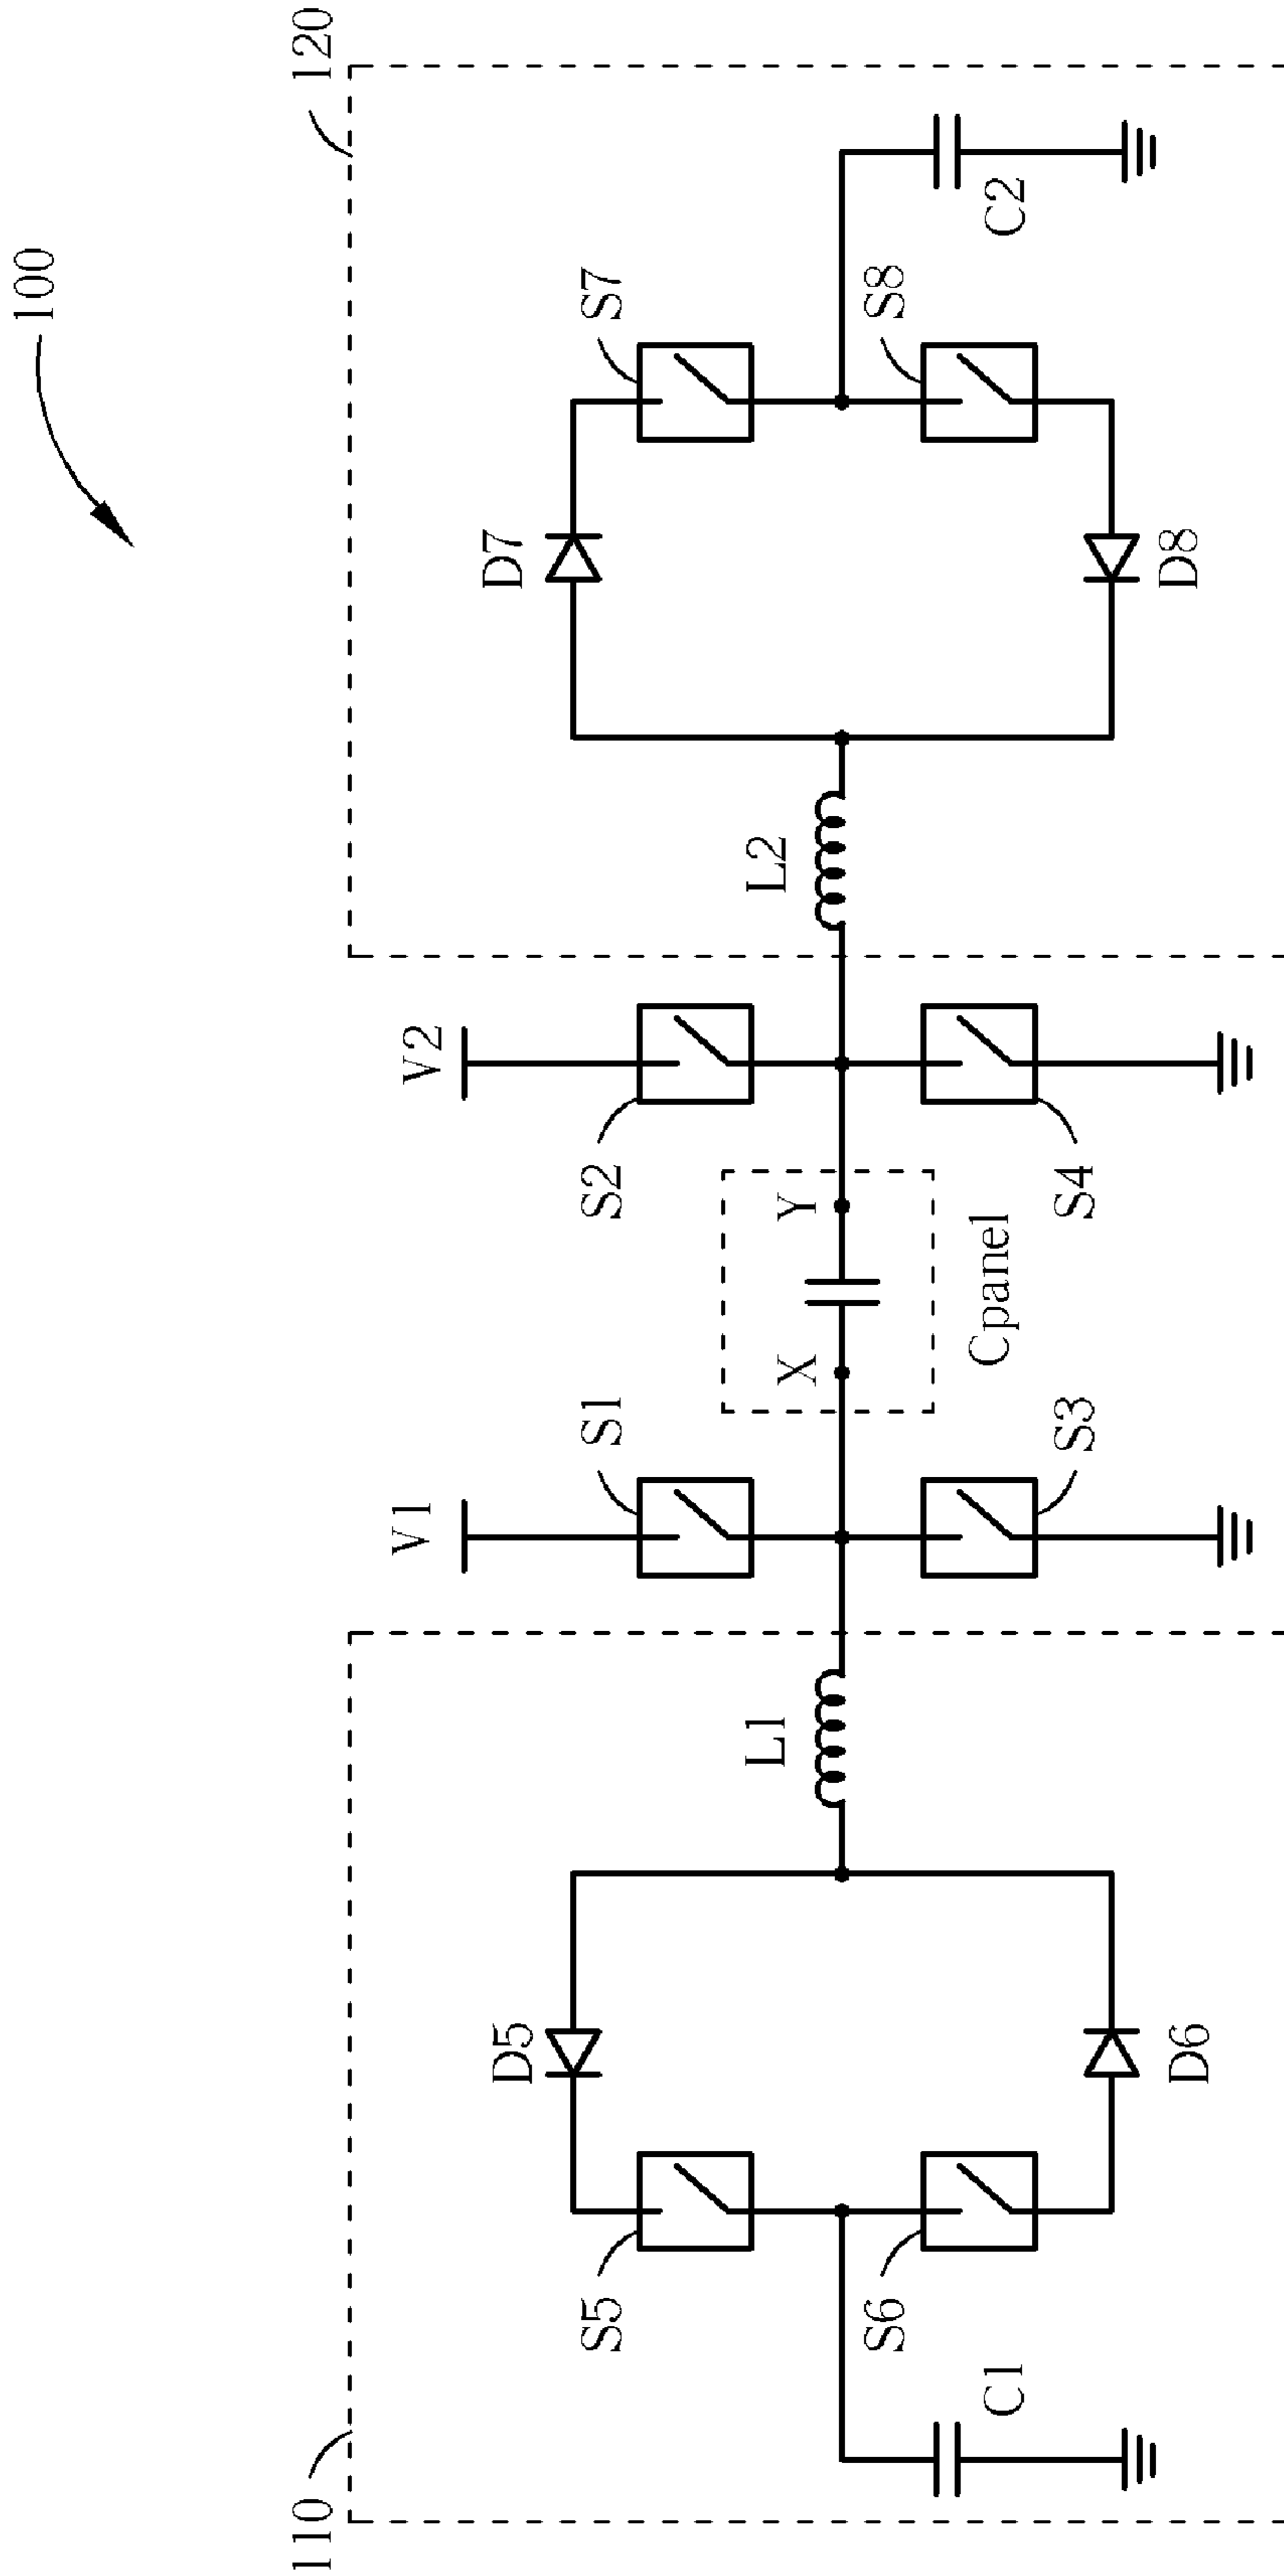 100
110
120
V1
V2
S5
D5
S1
S2
D7
S7
L1
X
Y
L2
S6
S8
C1
Cpanel
C2
D6
S3
S4
D8